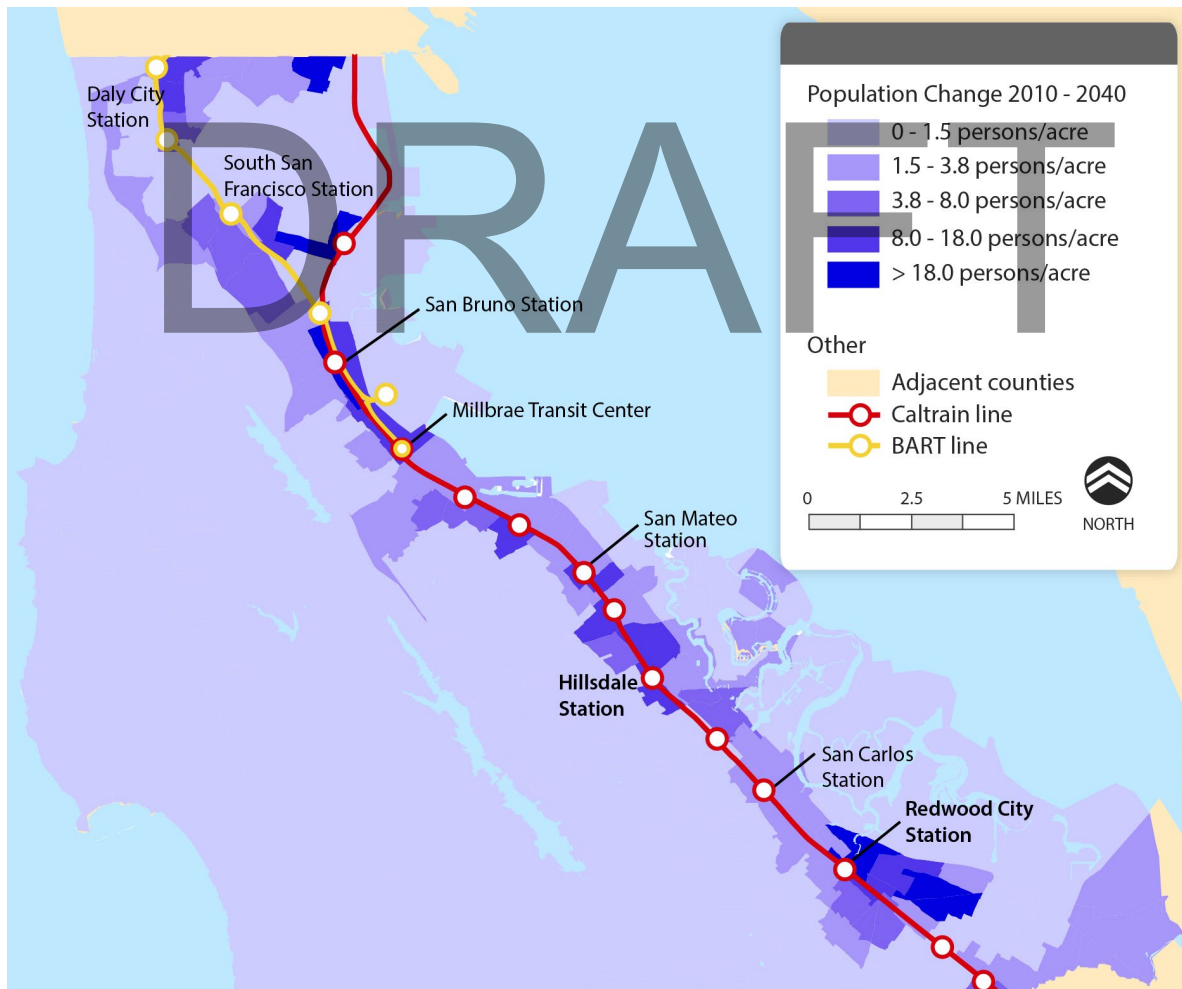 Population Change 2010 - 2040
0 - 1.5 persons/acre
1.5 - 3.8 persons/acre
3.8 - 8.0 persons/acre
8.0 - 18.0 persons/acre
> 18.0 persons/acre
Other
Adjacent counties
Caltrain line
BART line
0 2.5 5 MILES
NORTH
DRAFT
Daly City
Station
South San
Francisco Station
San Bruno Station
Millbrae Transit Center
San Mateo
Station
Hillsdale
Station
San Carlos
Station
Redwood City
Station